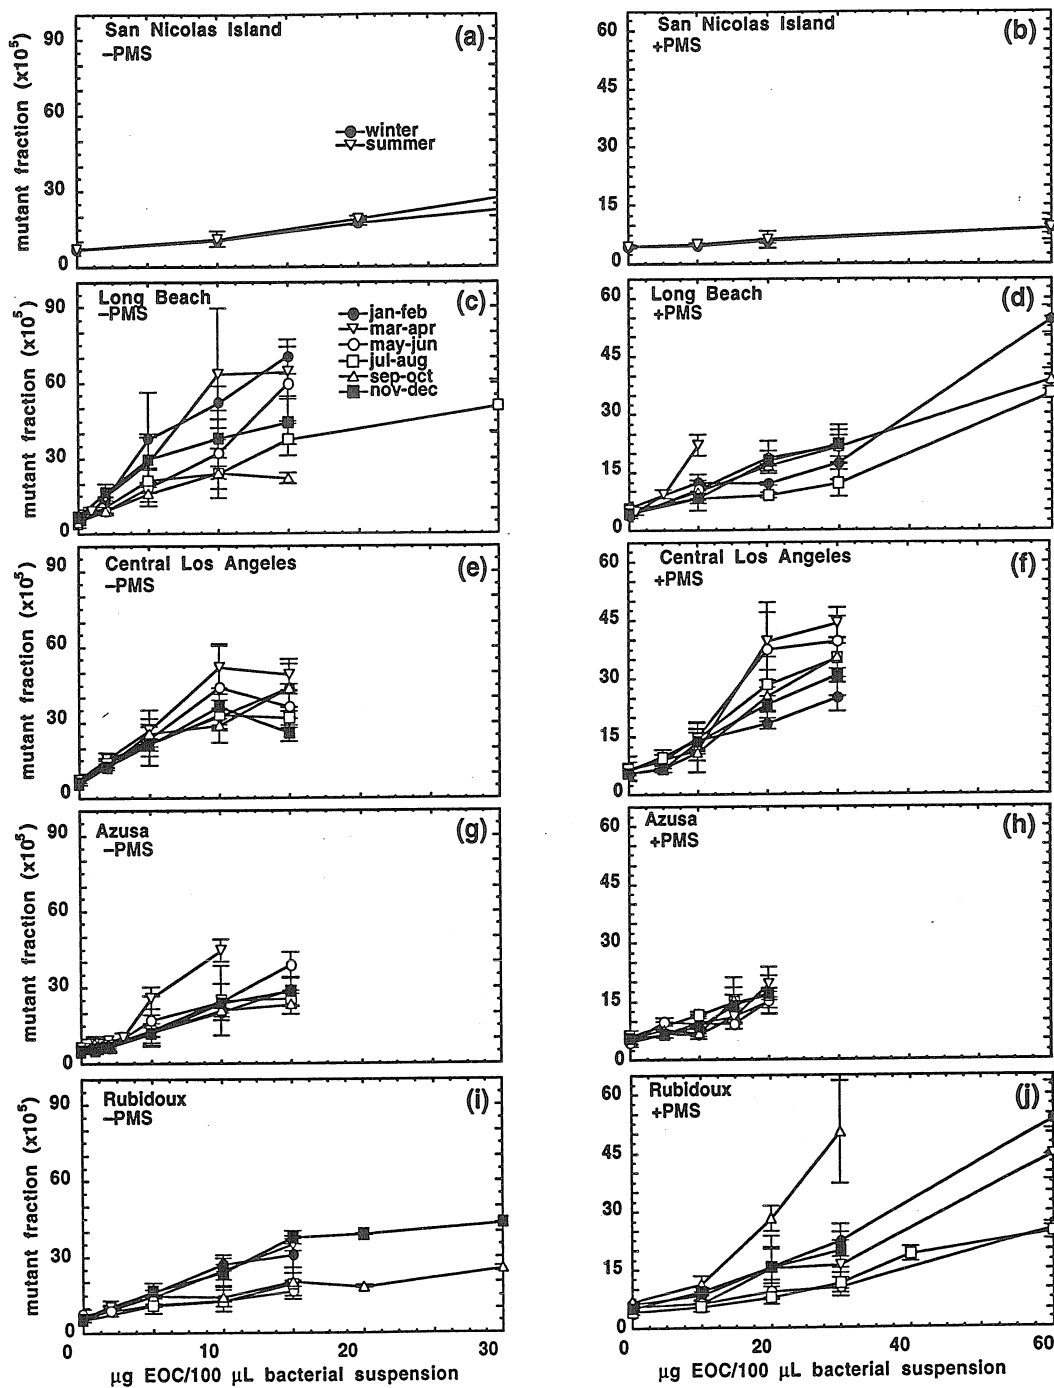 San Nicolas Island
−PMS
(a)
winter
summer
mutant fraction (x10⁵)
90
60
30
0
San Nicolas Island
+PMS
(b)
60
45
30
15
0
Long Beach
−PMS
(c)
jan-feb
mar-apr
may-jun
jul-aug
sep-oct
nov-dec
mutant fraction (x10⁵)
90
60
30
0
Long Beach
+PMS
(d)
60
45
30
15
0
Central Los Angeles
−PMS
(e)
mutant fraction (x10⁵)
90
60
30
0
Central Los Angeles
+PMS
(f)
60
45
30
15
0
Azusa
−PMS
(g)
mutant fraction (x10⁵)
90
60
30
0
Azusa
+PMS
(h)
60
45
30
15
0
Rubidoux
−PMS
(i)
mutant fraction (x10⁵)
90
60
30
0
0 10 20 30
µg EOC/100 µL bacterial suspension
Rubidoux
+PMS
(j)
60
45
30
15
0
0 20 40 60
µg EOC/100 µL bacterial suspension